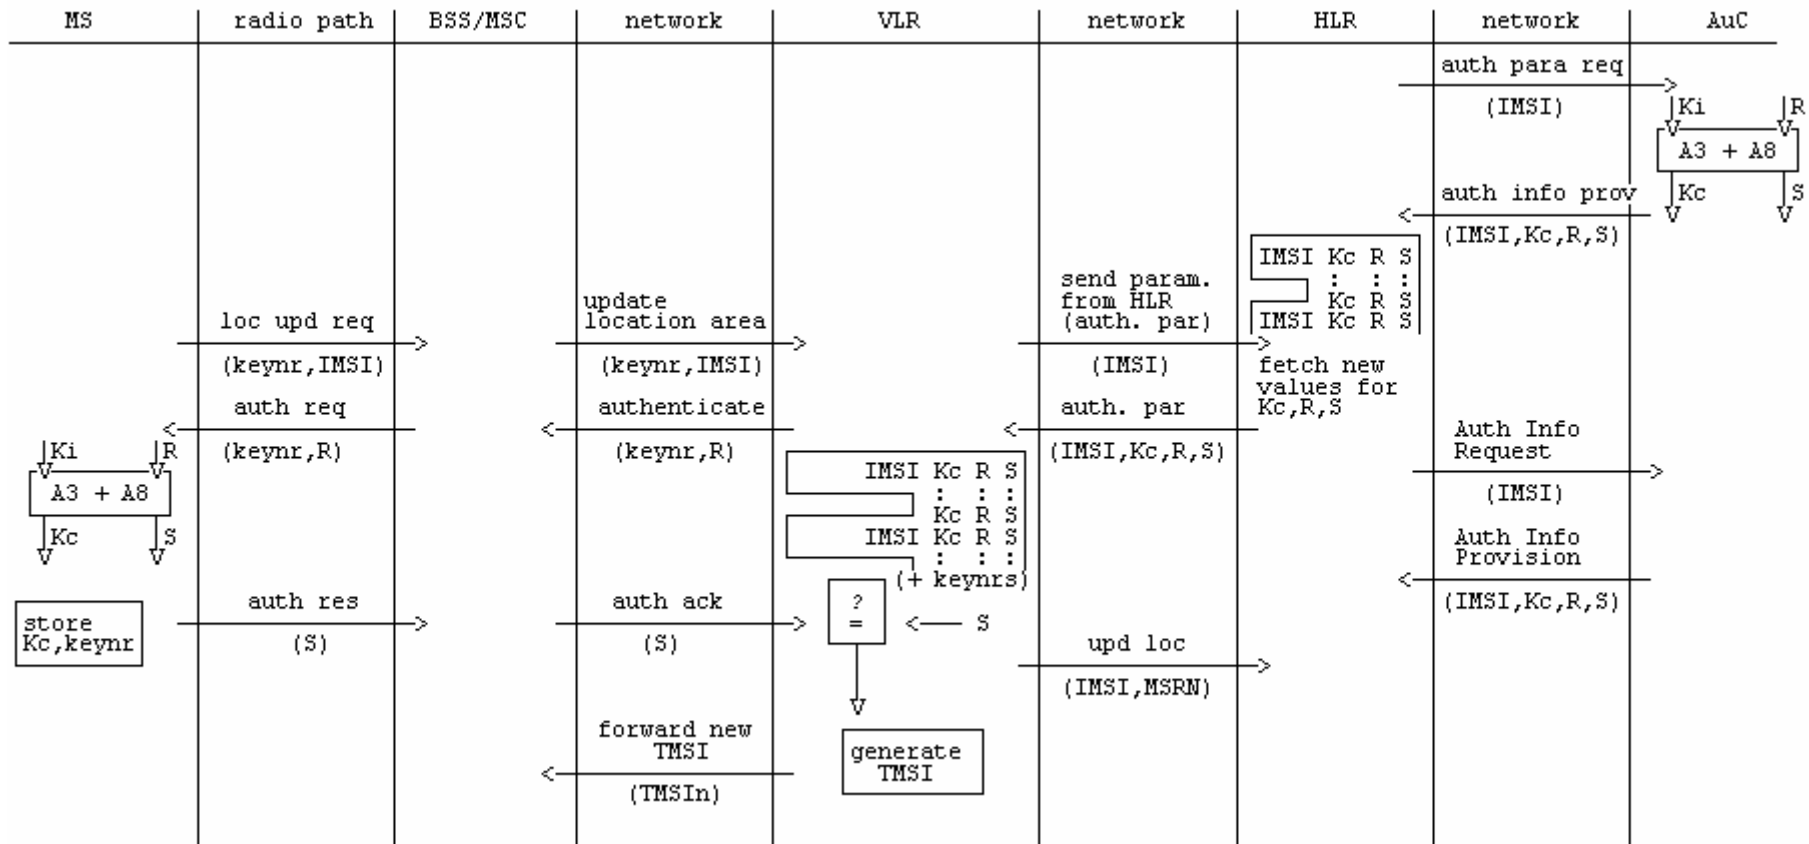 MS radio path BSS/MSC network VLR network HLR network AuC
auth para req
(IMSI)
Ki R
A3 + A8
auth info prov
Kc S
(IMSI,Kc,R,S)
IMSI Kc R S
: : :
Kc R S
IMSI Kc R S
send param.
from HLR
(auth. par)
update
location area
loc upd req
(keynr,IMSI)
(keynr,IMSI)
(IMSI)
fetch new
values for
Kc,R,S
auth req
authenticate
auth. par
(keynr,R)
(keynr,R)
(IMSI,Kc,R,S)
Ki R
A3 + A8
Kc S
IMSI Kc R S
: : :
Kc R S
IMSI Kc R S
: : :
(+ keynrs)
Auth Info
Request
(IMSI)
Auth Info
Provision
(IMSI,Kc,R,S)
store
Kc,keynr
auth res
(S)
auth ack
(S)
?
=
S
upd loc
(IMSI,MSRN)
forward new
TMSI
(TMSIn)
generate
TMSI